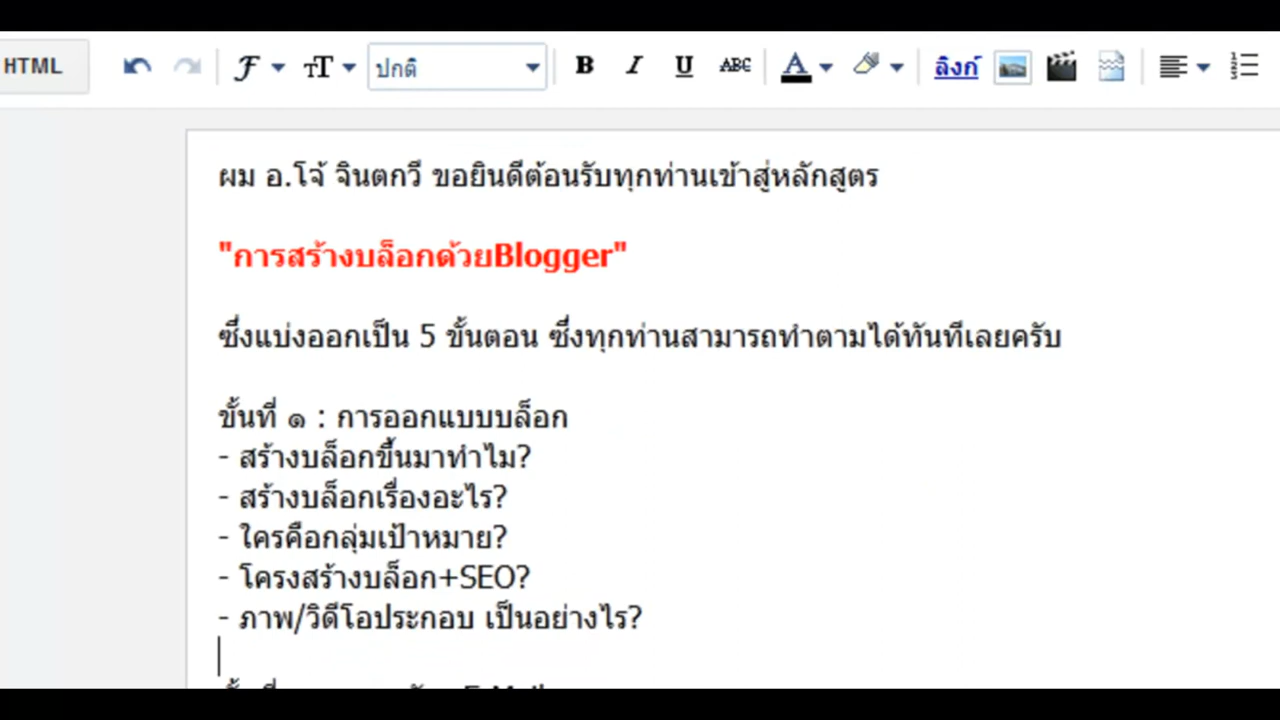 HTML
ปกติ
B I U ABC A ลิงก์
ผม อ.โจ้ จินตกวี ขอยินดีต้อนรับทุกท่านเข้าสู่หลักสูตร
"การสร้างบล็อกด้วยBlogger"
ซึ่งแบ่งออกเป็น 5 ขั้นตอน ซึ่งทุกท่านสามารถทำตามได้ทันทีเลยครับ
ขั้นที่ ๑ : การออกแบบบล็อก
- สร้างบล็อกขึ้นมาทำไม?
- สร้างบล็อกเรื่องอะไร?
- ใครคือกลุ่มเป้าหมาย?
- โครงสร้างบล็อก+SEO?
- ภาพ/วิดีโอประกอบ เป็นอย่างไร?